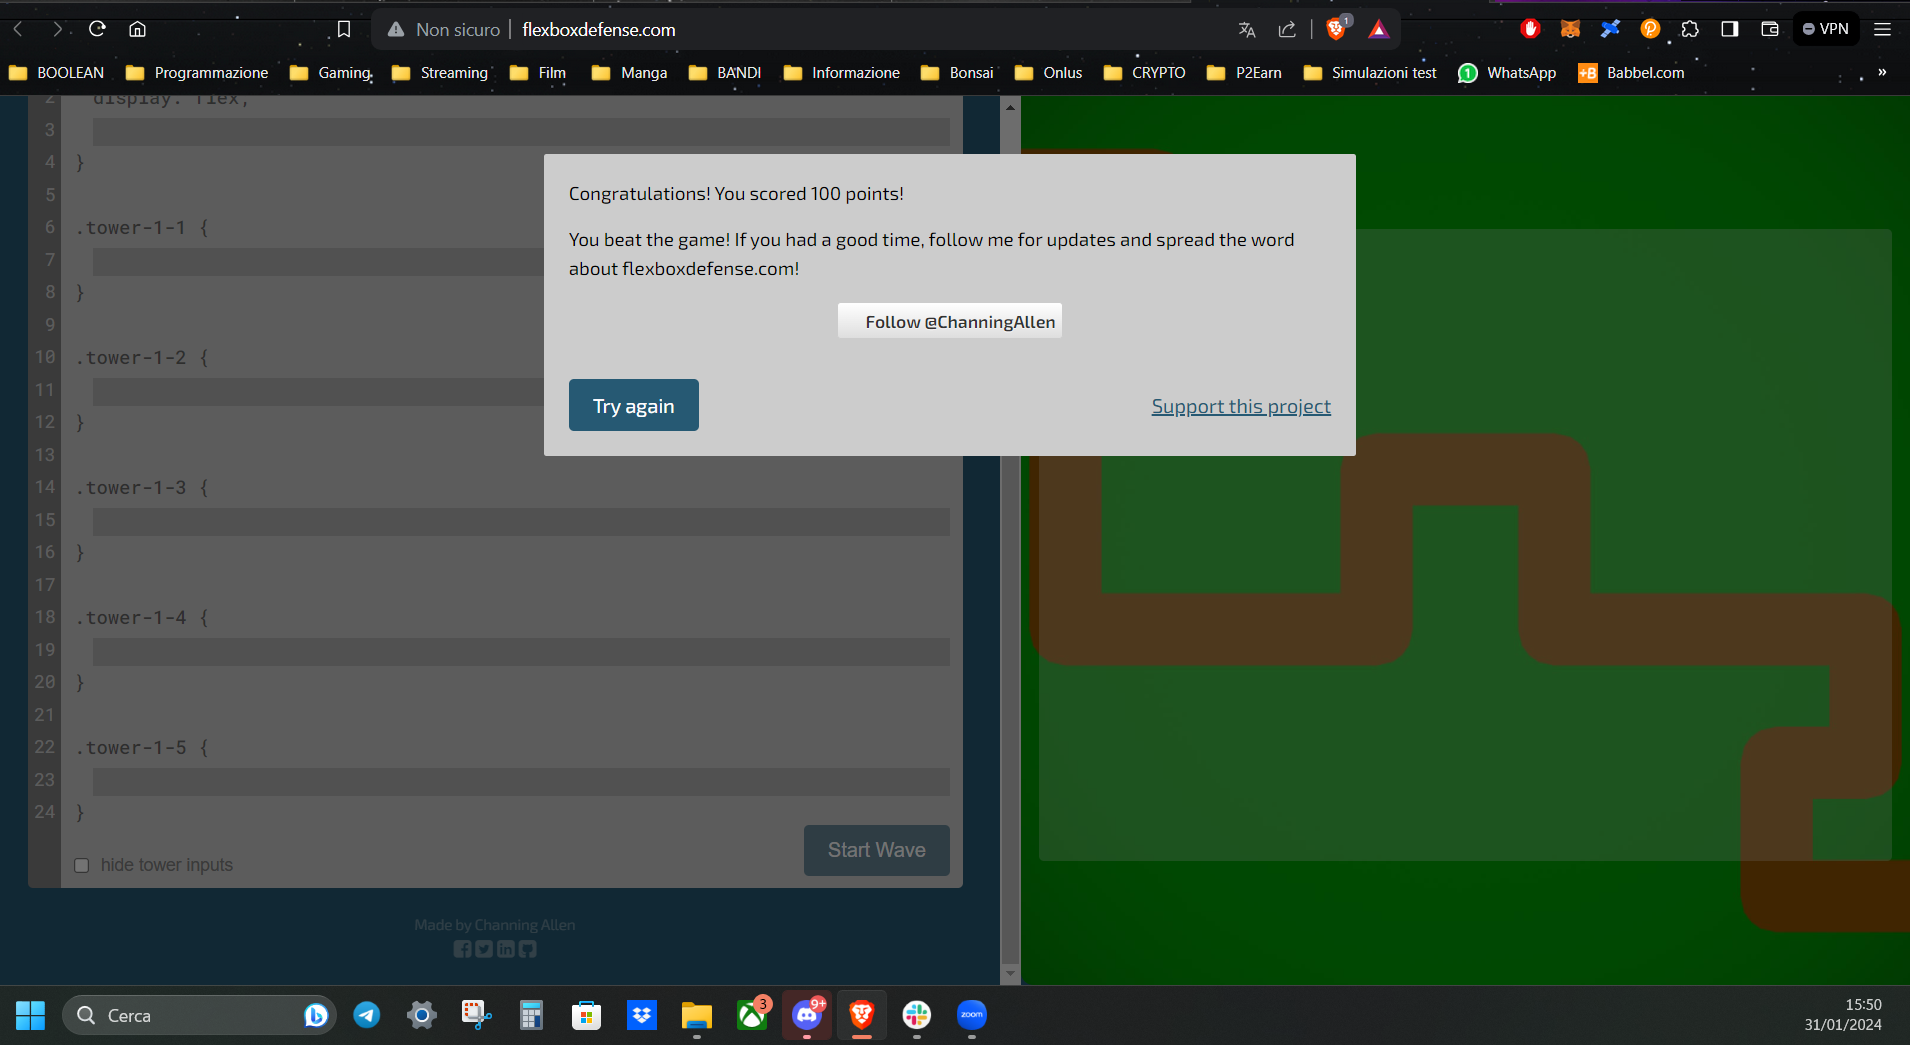 Non sicuro flexboxdefense.com 1 VPN
BOOLEAN Programmazione Gaming Streaming Film Manga BANDI Informazione Bonsai Onlus CRYPTO P2Earn Simulazioni test 1 WhatsApp +B Babbel.com »
2 display: flex;
3
4 }
5
6 .tower-1-1 {
7
8 }
9
10 .tower-1-2 {
11
12 }
13
14 .tower-1-3 {
15
16 }
17
18 .tower-1-4 {
19
20 }
21
22 .tower-1-5 {
23
24 }
hide tower inputs
Start Wave
Made by Channing Allen
Congratulations! You scored 100 points!
You beat the game! If you had a good time, follow me for updates and spread the word
about flexboxdefense.com!
Follow @ChanningAllen
Try again
Support this project
Cerca
3
9+
zoom
15:50
31/01/2024